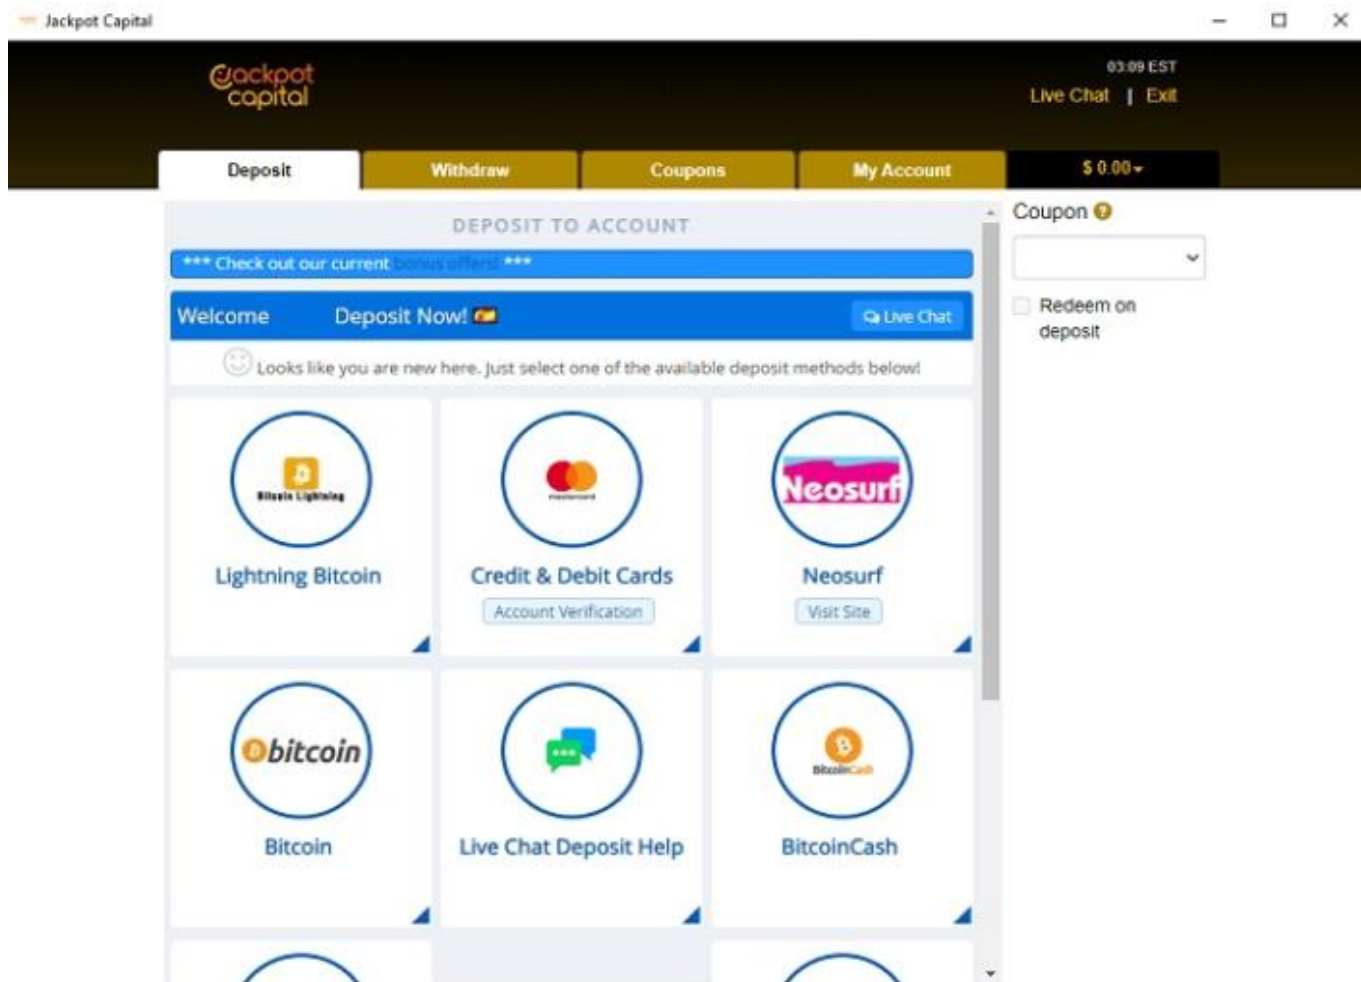 Jackpot Capital
Jackpot
capital
03:09 EST
Live Chat | Exit
Deposit
Withdraw
Coupons
My Account
$ 0.00
DEPOSIT TO ACCOUNT
Coupon ?
*** Check out our current bonus offers! ***
Welcome Deposit Now!
Live Chat
Redeem on
deposit
Looks like you are new here. Just select one of the available deposit methods below!
Bitcoin Lightning
mastercard
Neosurf
Lightning Bitcoin
Credit & Debit Cards
Neosurf
Account Verification
Visit Site
bitcoin
BitcoinCash
Bitcoin
Live Chat Deposit Help
BitcoinCash